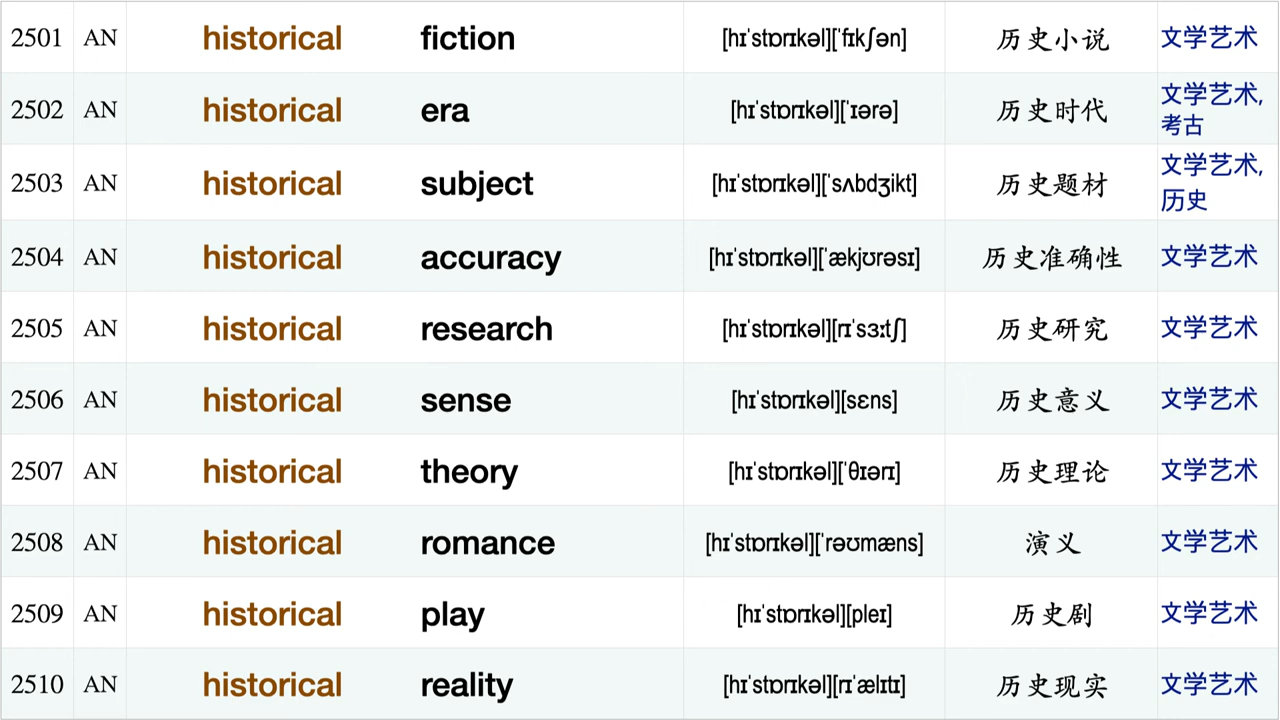 2501 AN historical fiction [hɪˈstɒrɪkəl][ˈfɪkʃən] 历史小说 文学艺术
2502 AN historical era [hɪˈstɒrɪkəl][ˈɪərə] 历史时代 文学艺术,
考古
2503 AN historical subject [hɪˈstɒrɪkəl][ˈsʌbdʒikt] 历史题材 文学艺术,
历史
2504 AN historical accuracy [hɪˈstɒrɪkəl][ˈækjʊrəsɪ] 历史准确性 文学艺术
2505 AN historical research [hɪˈstɒrɪkəl][rɪˈsɜːtʃ] 历史研究 文学艺术
2506 AN historical sense [hɪˈstɒrɪkəl][sɛns] 历史意义 文学艺术
2507 AN historical theory [hɪˈstɒrɪkəl][ˈθɪərɪ] 历史理论 文学艺术
2508 AN historical romance [hɪˈstɒrɪkəl][ˈrəʊmæns] 演义 文学艺术
2509 AN historical play [hɪˈstɒrɪkəl][pleɪ] 历史剧 文学艺术
2510 AN historical reality [hɪˈstɒrɪkəl][rɪˈælɪtɪ] 历史现实 文学艺术